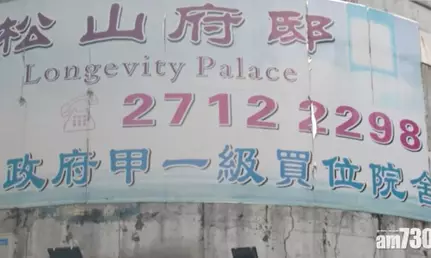 松山府邸
Longevity Palace
2712 2298
政府甲一級買位院舍
am730